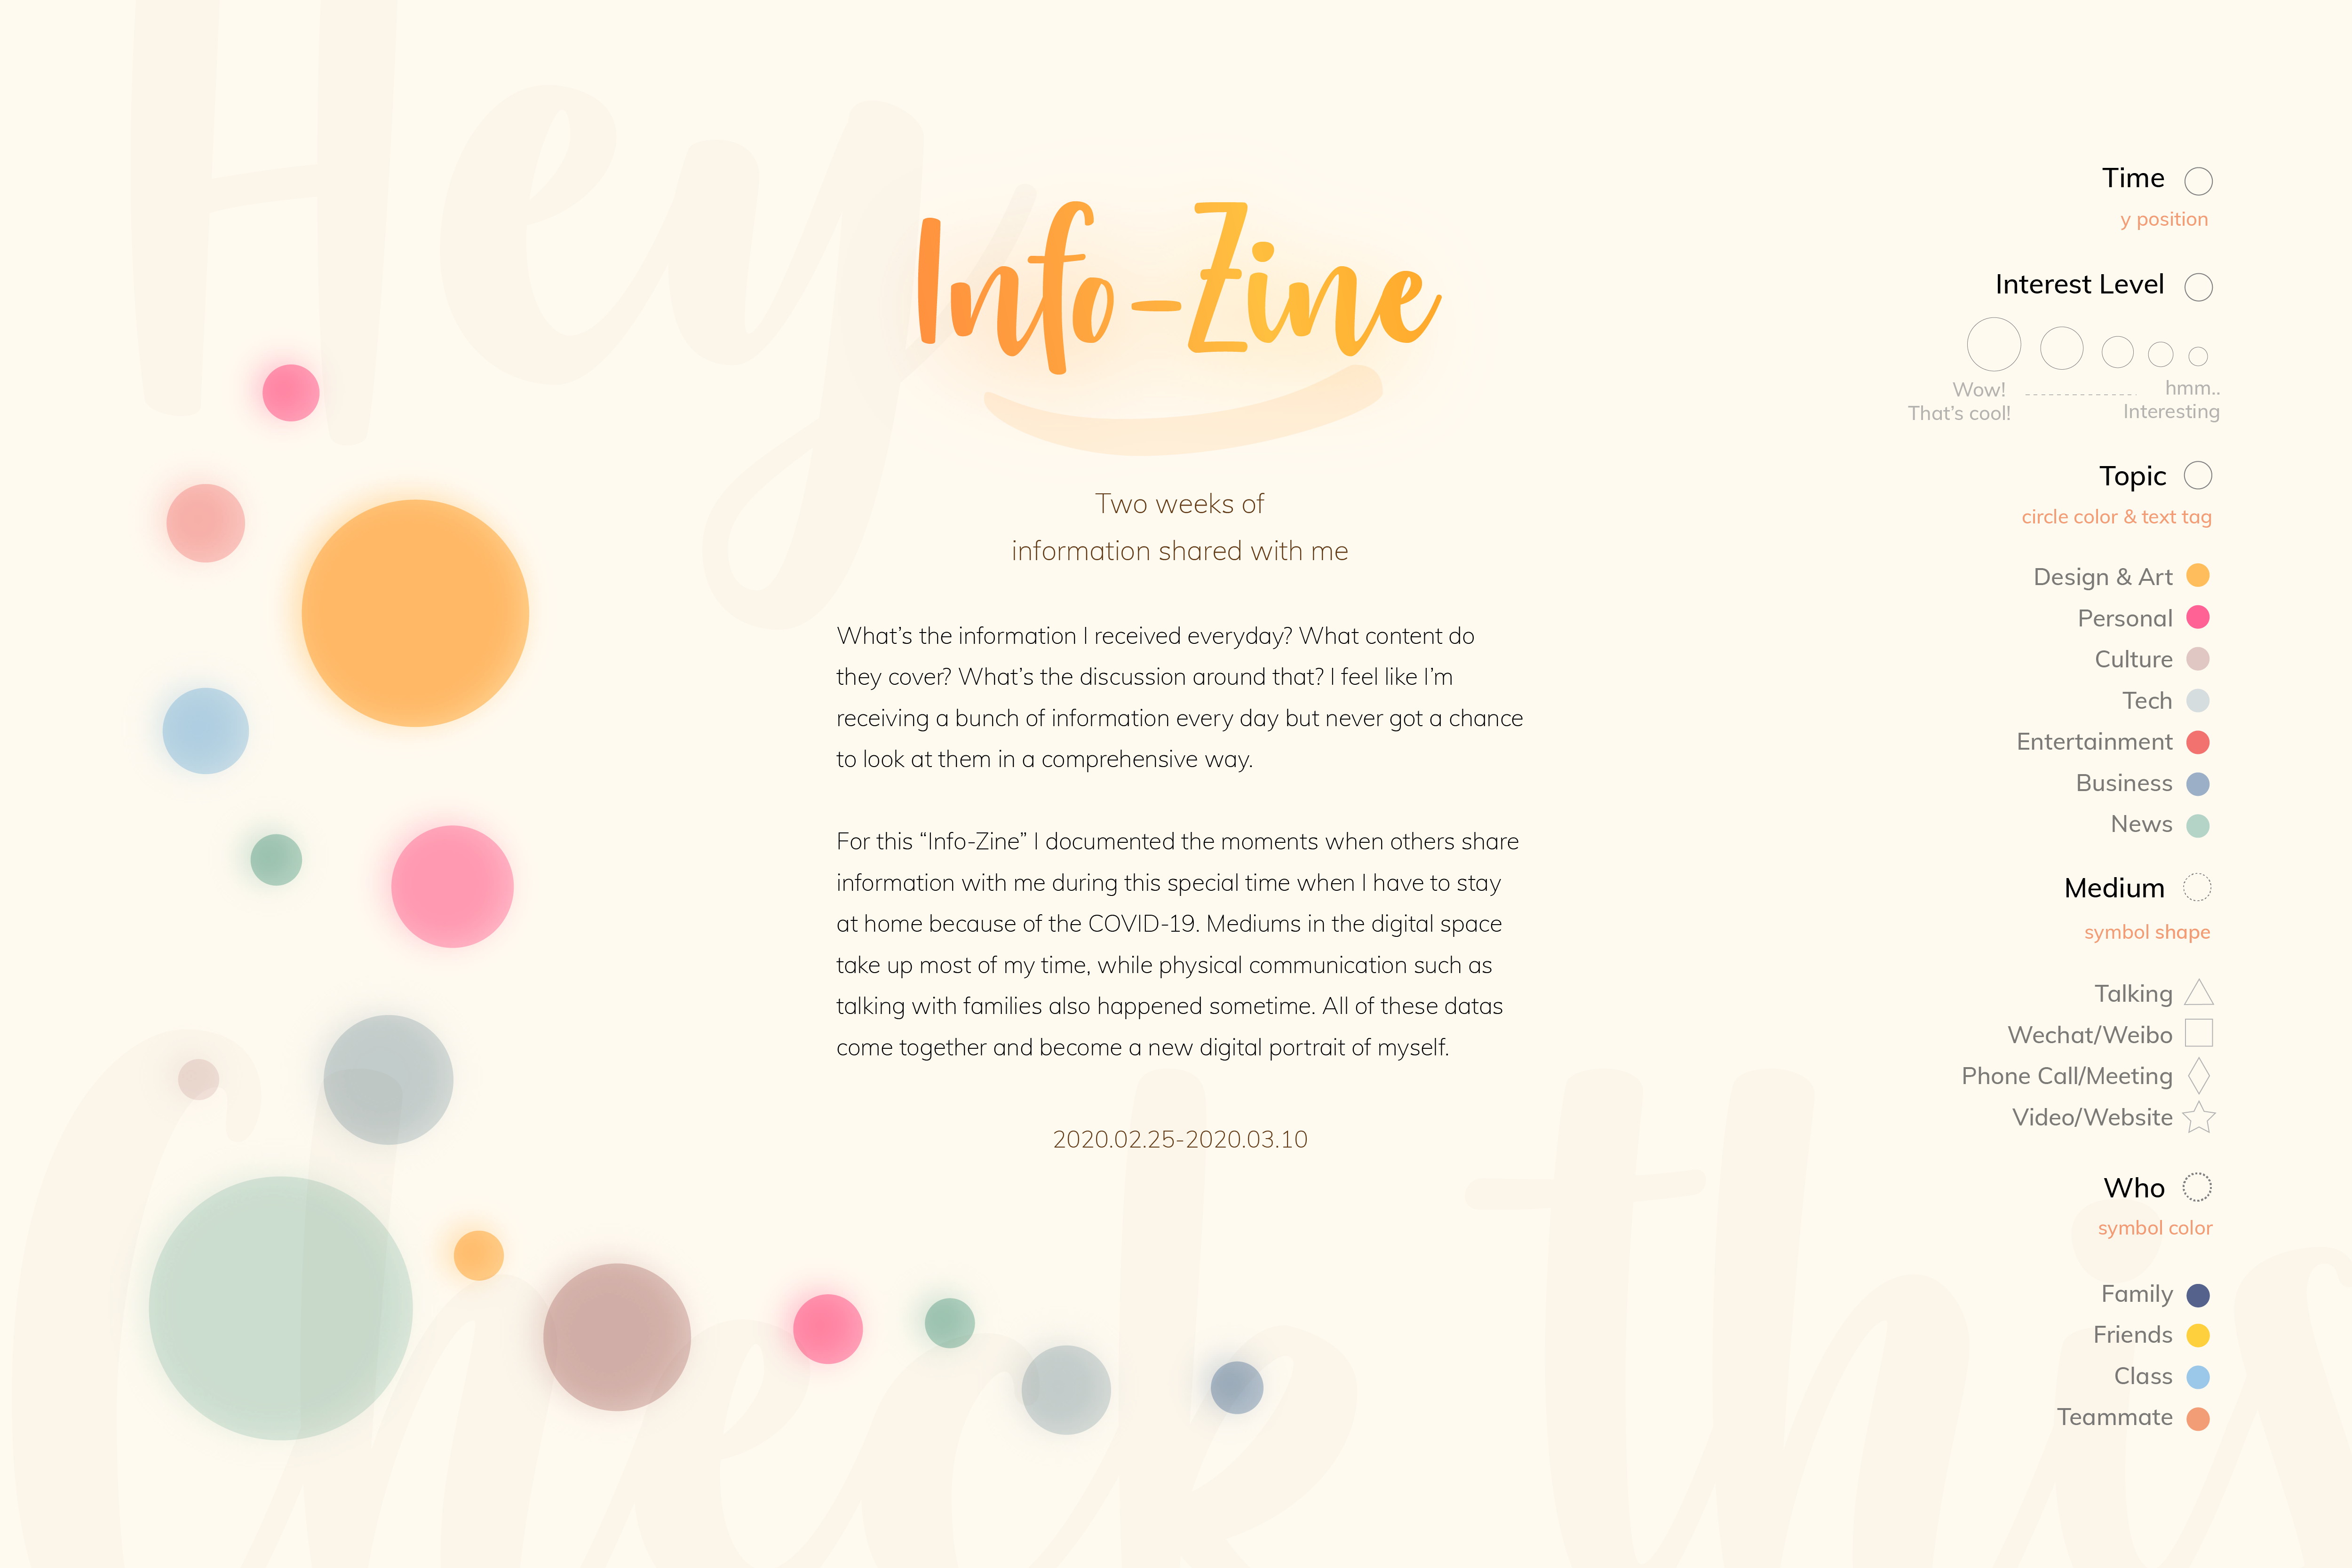 Hey
Info-Zine
Two weeks of
information shared with me
What’s the information I received everyday? What content do
they cover? What’s the discussion around that? I feel like I’m
receiving a bunch of information every day but never got a chance
to look at them in a comprehensive way.
For this “Info-Zine” I documented the moments when others share
information with me during this special time when I have to stay
at home because of the COVID-19. Mediums in the digital space
take up most of my time, while physical communication such as
talking with families also happened sometime. All of these datas
come together and become a new digital portrait of myself.
2020.02.25-2020.03.10
Check this
Time
y position
Interest Level
Wow!
That’s cool!
hmm..
Interesting
Topic
circle color & text tag
Design & Art
Personal
Culture
Tech
Entertainment
Business
News
Medium
symbol shape
Talking
Wechat/Weibo
Phone Call/Meeting
Video/Website
Who
symbol color
Family
Friends
Class
Teammate